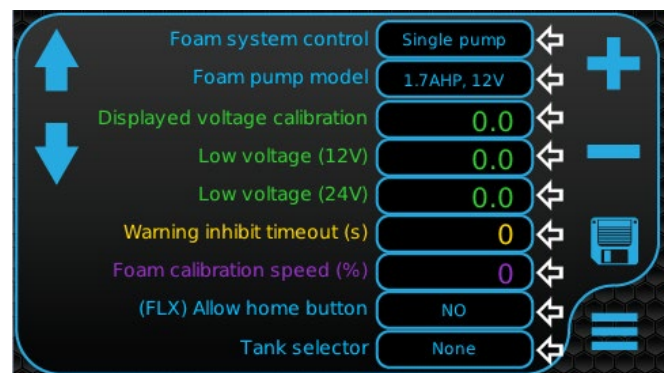 Foam system control Single pump
Foam pump model 1.7AHP, 12V
Displayed voltage calibration 0.0
Low voltage (12V) 0.0
Low voltage (24V) 0.0
Warning inhibit timeout (s) 0
Foam calibration speed (%) 0
(FLX) Allow home button NO
Tank selector None